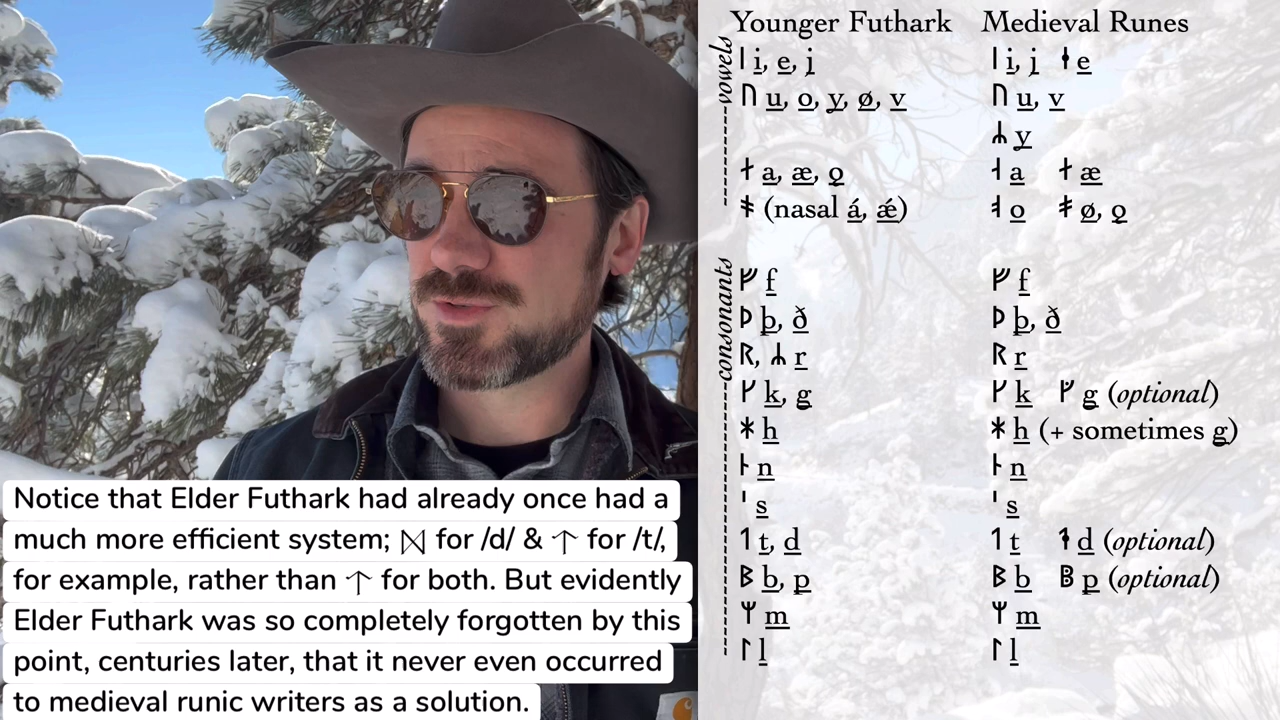 Younger Futhark Medieval Runes
vowels
ᛁ i, e, j ᛁ i, j ᛂ e
ᚢ u, o, y, ø, v ᚢ u, v
ᛦ y
ᛅ a, æ, ǫ ᛆ a ᛅ æ
ᚯ (nasal á, ǽ) ᚮ o ᚯ ø, ǫ
consonants
ᚠ f ᚠ f
ᚦ þ, ð ᚦ þ, ð
ᚱ, ᛦ r ᚱ r
ᚴ k, g ᚴ k ᚵ g (optional)
ᚼ h ᚼ h (+ sometimes g)
ᚿ n ᚿ n
ᛌ s ᛌ s
ᛐ t, d ᛐ t ᛑ d (optional)
ᛒ b, p ᛒ b ᛔ p (optional)
ᛘ m ᛘ m
ᛚ l ᛚ l
Notice that Elder Futhark had already once had a
much more efficient system; ᛞ for /d/ & ᛏ for /t/,
for example, rather than ᛏ for both. But evidently
Elder Futhark was so completely forgotten by this
point, centuries later, that it never even occurred
to medieval runic writers as a solution.